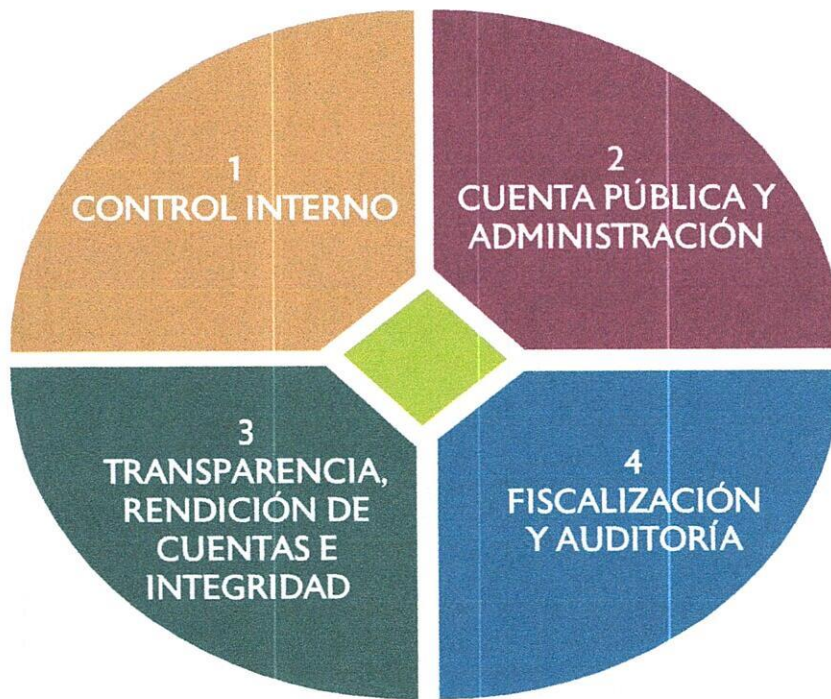 1
CONTROL INTERNO
2
CUENTA PÚBLICA Y
ADMINISTRACIÓN
3
TRANSPARENCIA,
RENDICIÓN DE
CUENTAS E
INTEGRIDAD
4
FISCALIZACIÓN
Y AUDITORÍA